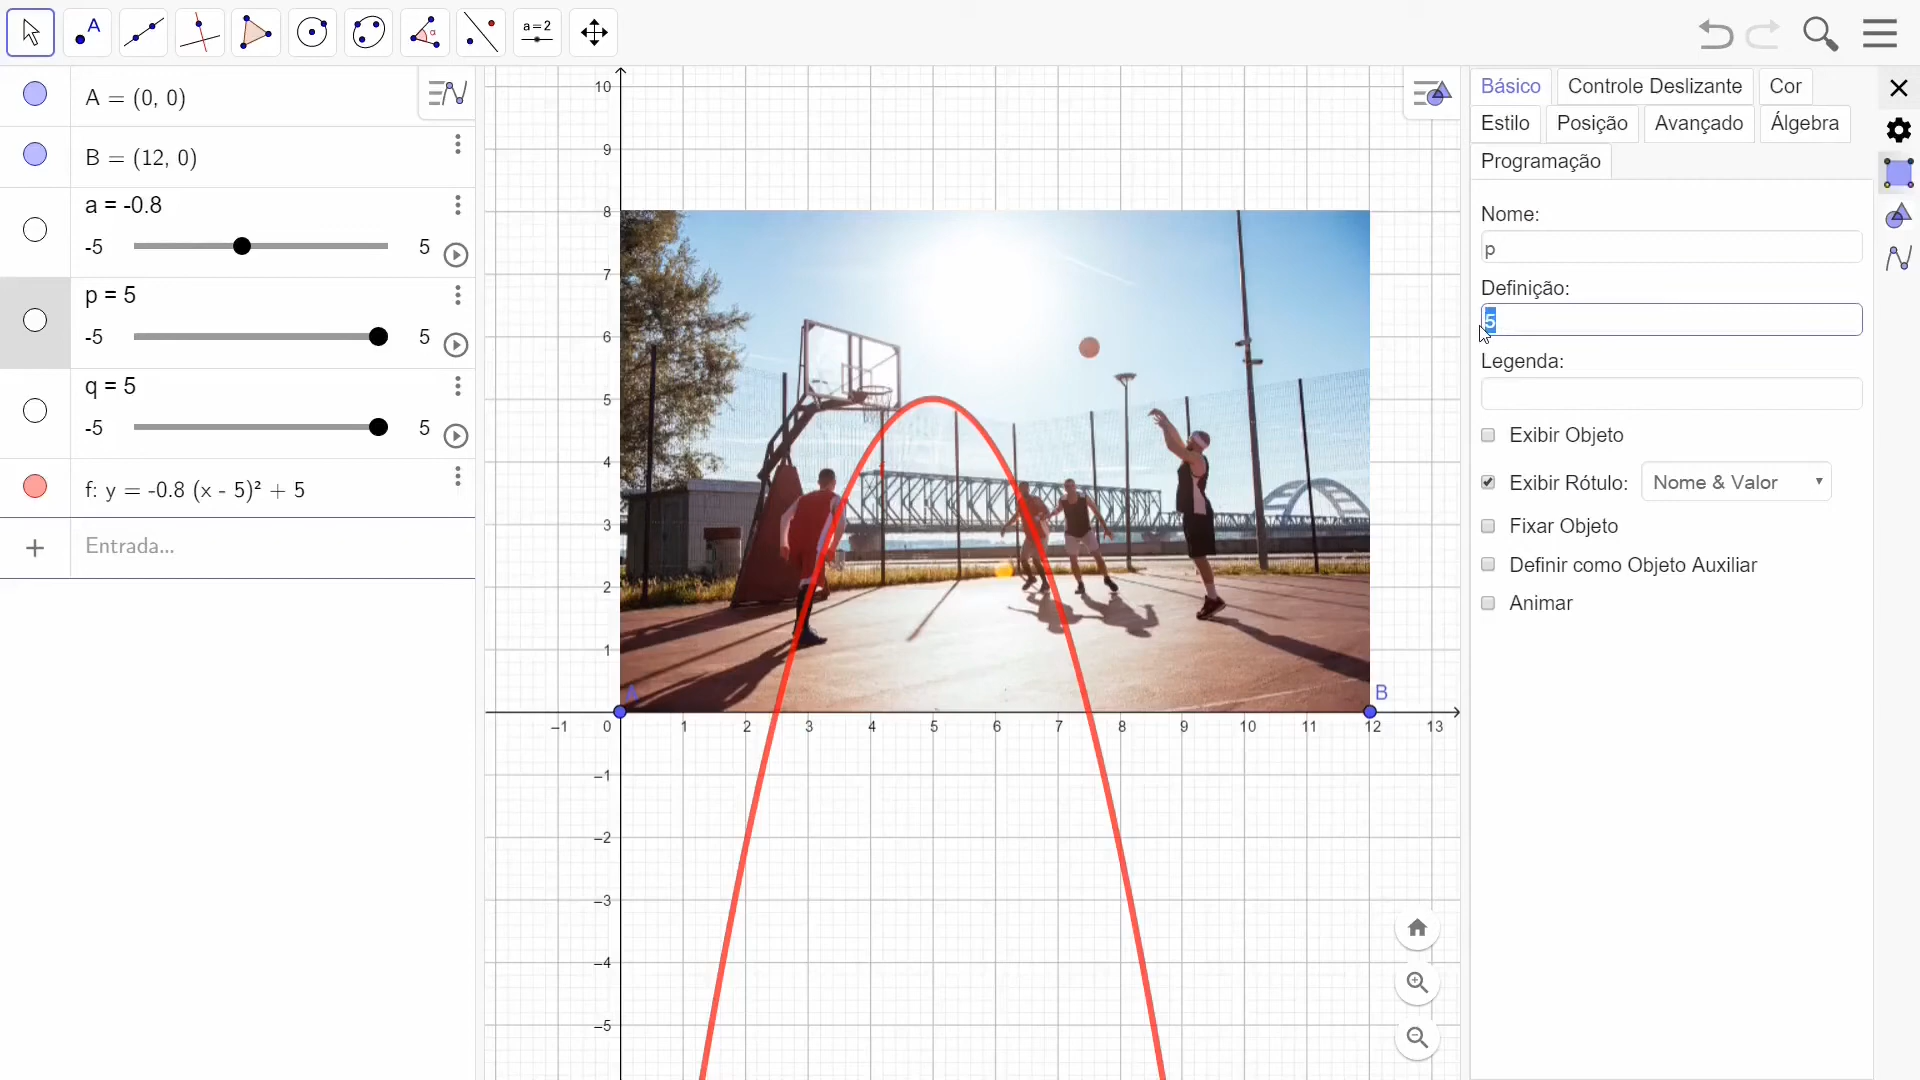 A
α
a=2
A = (0, 0)
B = (12, 0)
a = -0.8
-5
5
p = 5
-5
5
q = 5
-5
5
f: y = -0.8 (x - 5)² + 5
+ Entrada...
10
9
8
7
6
5
4
3
2
1
−1
−2
−3
−4
−5
−1
0
1
2
3
4
5
6
7
8
9
10
11
12
13
A
B
Básico
Controle Deslizante
Cor
Estilo
Posição
Avançado
Álgebra
Programação
Nome:
p
Definição:
5
Legenda:
Exibir Objeto
Exibir Rótulo: Nome & Valor
Fixar Objeto
Definir como Objeto Auxiliar
Animar